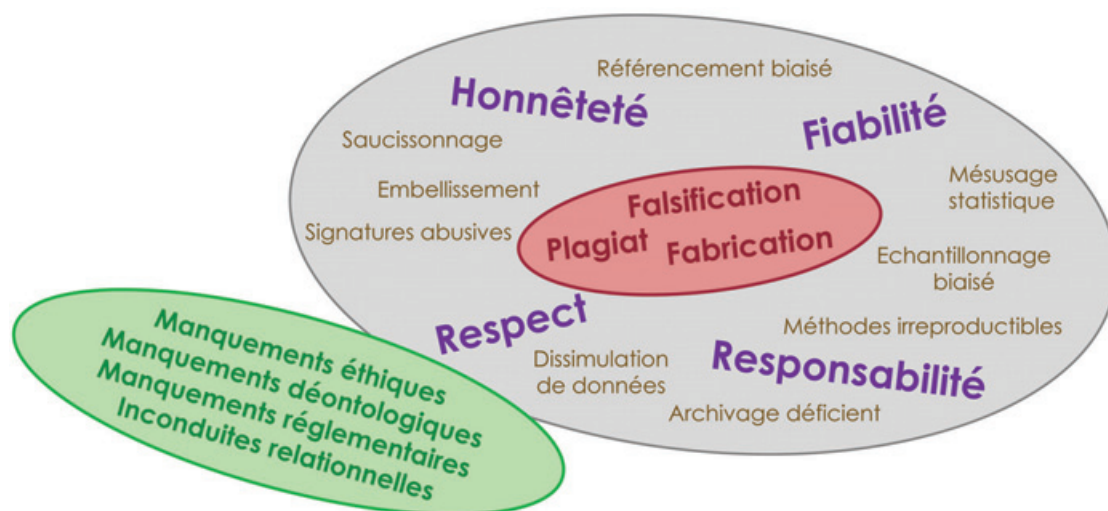 Référencement biaisé
Honnêteté
Fiabilité
Saucissonnage
Mésusage
statistique
Embellissement
Falsification
Signatures abusives
Plagiat
Fabrication
Echantillonnage
biaisé
Respect
Méthodes irreproductibles
Dissimulation
de données
Responsabilité
Archivage déficient
Manquements éthiques
Manquements déontologiques
Manquements réglementaires
Inconduites relationnelles